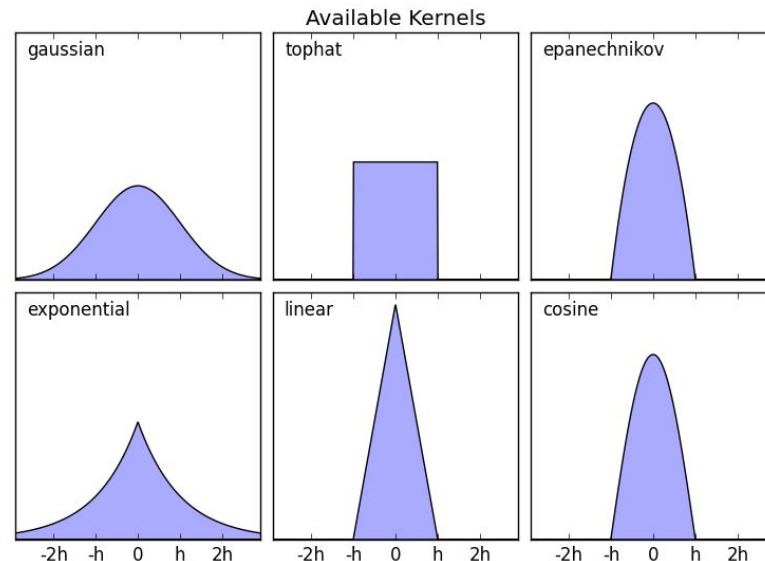 Available Kernels
gaussian
tophat
epanechnikov
exponential
linear
cosine
-2h -h 0 h 2h
-2h -h 0 h 2h
-2h -h 0 h 2h